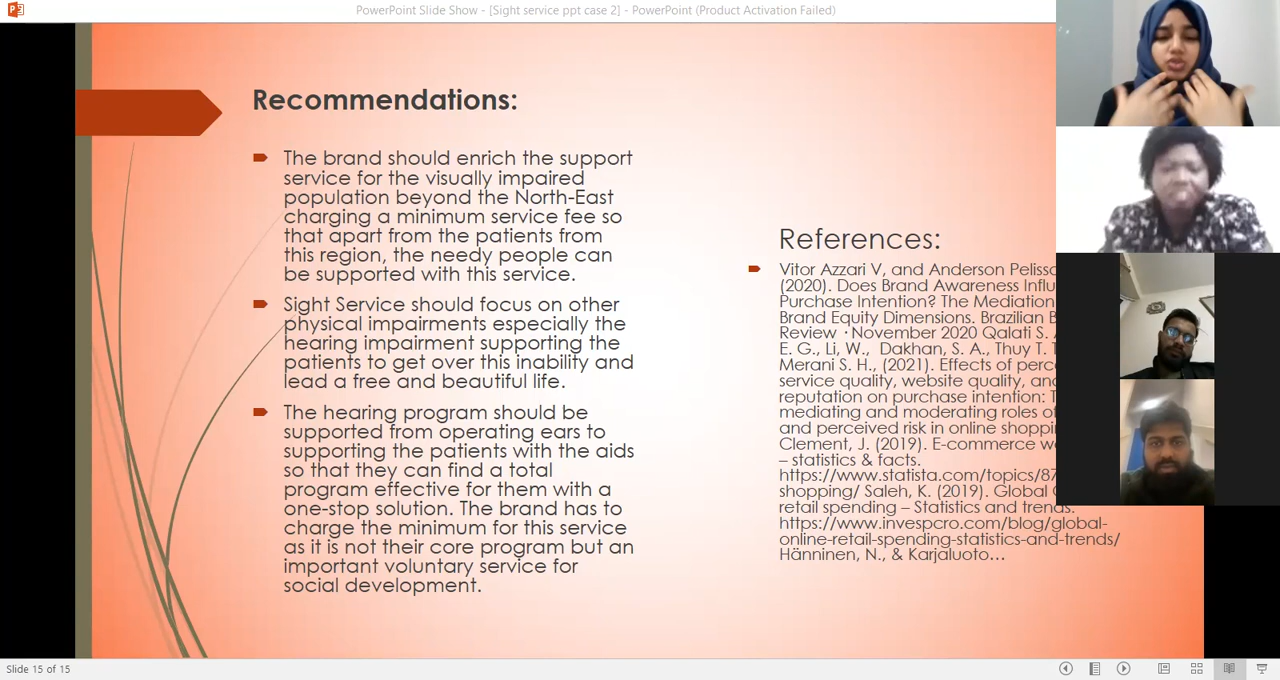 PowerPoint Slide Show - [Sight service ppt case 2] - PowerPoint (Product Activation Failed)
Recommendations:
The brand should enrich the support
service for the visually impaired
population beyond the North-East
charging a minimum service fee so
that apart from the patients from
this region, the needy people can
be supported with this service.
Sight Service should focus on other
physical impairments especially the
hearing impairment supporting the
patients to get over this inability and
lead a free and beautiful life.
The hearing program should be
supported from operating ears to
supporting the patients with the aids
so that they can find a total
program effective for them with a
one-stop solution. The brand has to
charge the minimum for this service
as it is not their core program but an
important voluntary service for
social development.
References:
Vitor Azzari V, and Anderson
(2020). Does Brand Awareness
Purchase Intention? The Mediation
Brand Equity Dimensions. Brazilian
Review · November 2020 Qalati S.
E. G., Li, W., Dakhan, S. A., Thuy T.
Merani S. H., (2021). Effects of
service quality, website quality,
reputation on purchase intention:
mediating and moderating roles of
and perceived risk in online
Clement, J. (2019). E-commerce
– statistics & facts.
https://www.statista.com/topics/87
shopping/ Saleh, K. (2019). Global
retail spending – Statistics and trends.
https://www.invespcro.com/blog/global-
online-retail-spending-statistics-and-trends/
Hänninen, N., & Karjaluoto…
Slide 15 of 15